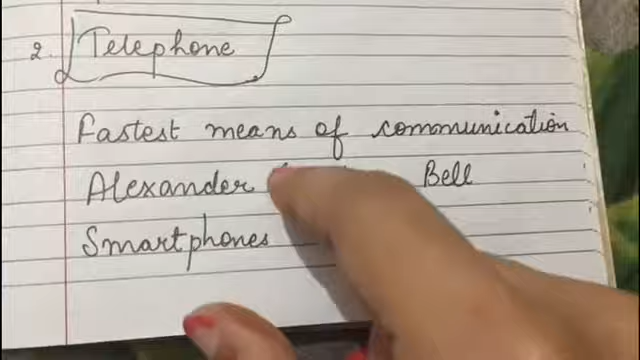 2. Telephone
Fastest means of communication
Alexander Bell
Smartphones